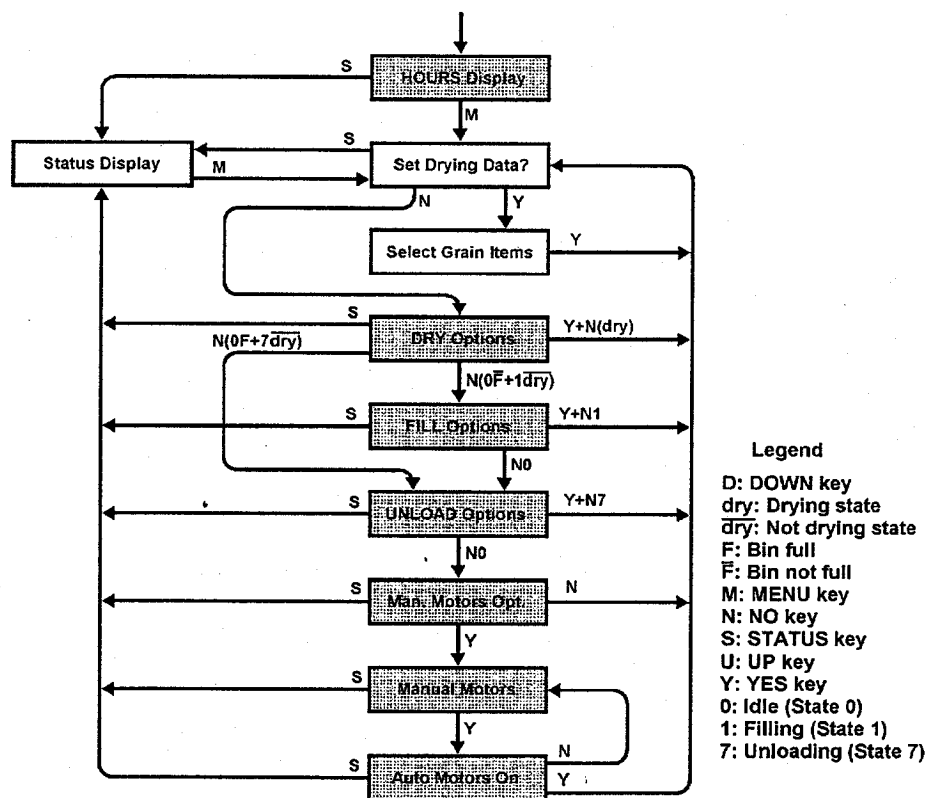 S
HOURS Display
M
Status Display
S
M
Set Drying Data?
N
Y
Select Grain Items
Y
S
DRY Options
Y+N(dry)
N(0F+7d̅r̅y̅)
N(0F̅+1d̅r̅y̅)
S
FILL Options
Y+N1
N0
S
UNLOAD Options
Y+N7
N0
S
Man. Motors Opt.
N
Y
S
Manual Motors
Y
S
Auto Motors On
N
Y
Legend
D: DOWN key
dry: Drying state
d̅r̅y̅: Not drying state
F: Bin full
F̅: Bin not full
M: MENU key
N: NO key
S: STATUS key
U: UP key
Y: YES key
0: Idle (State 0)
1: Filling (State 1)
7: Unloading (State 7)